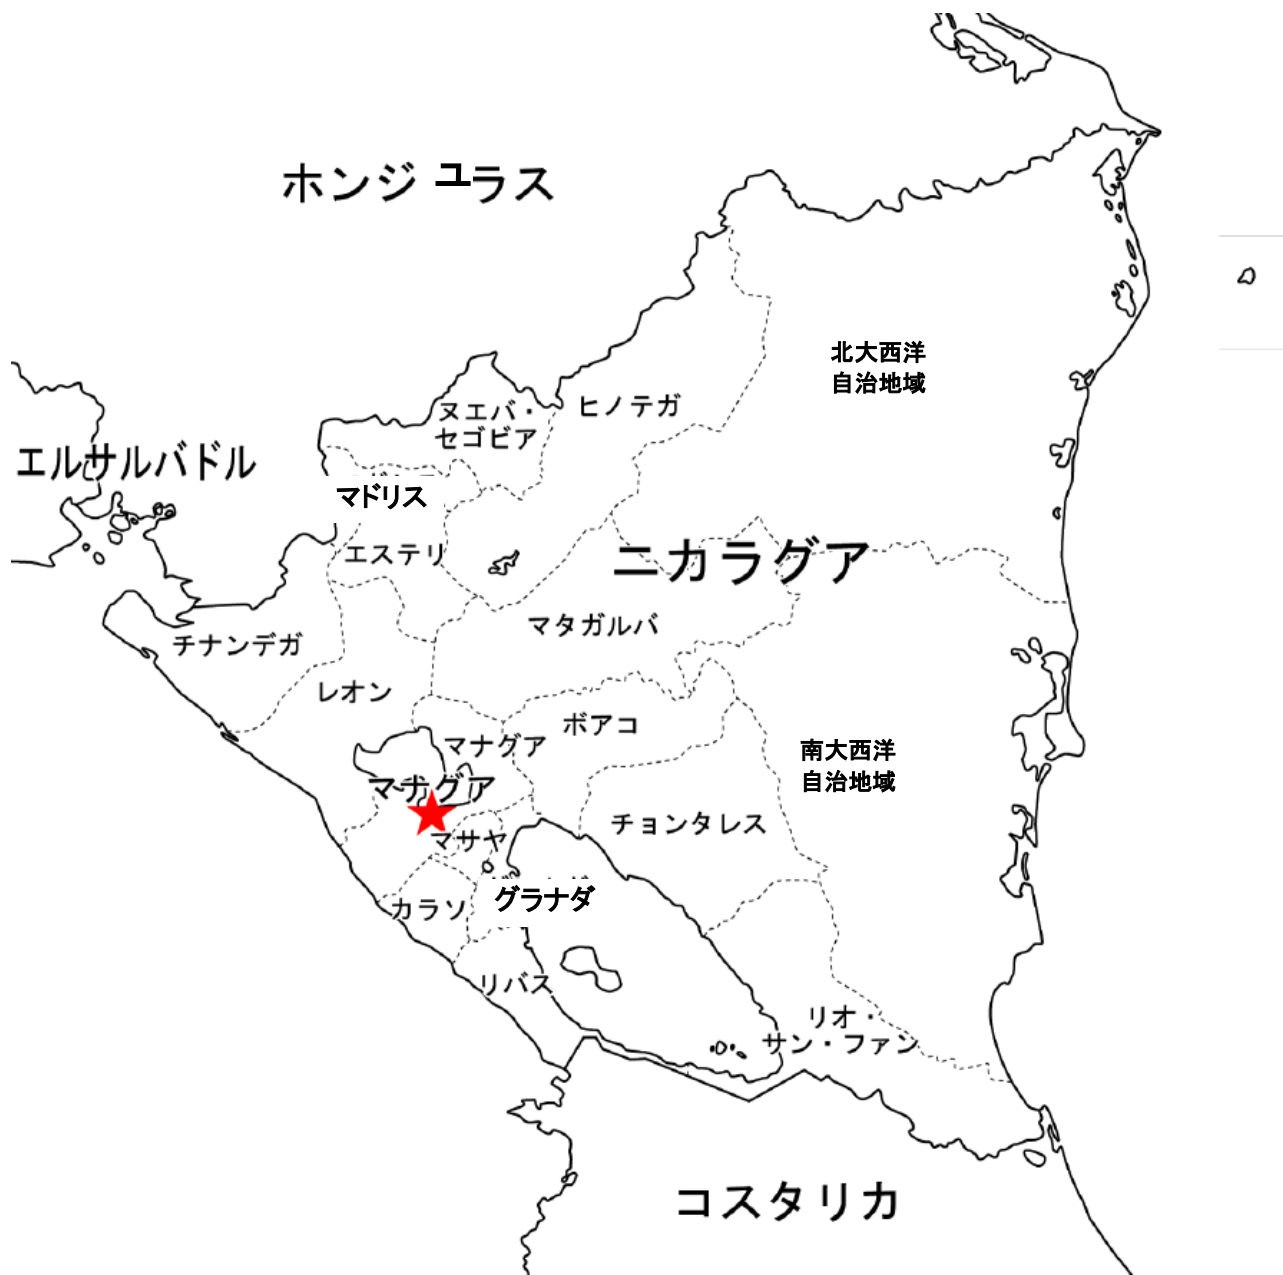 ホンジュラス
北大西洋
自治地域
ヌエバ・
セゴビア
ヒノテガ
エルサルバドル
マドリス
エステリ
ニカラグア
マタガルバ
チナンデガ
レオン
ボアコ
マナグア
南大西洋
自治地域
マナグア
チョンタレス
マサヤ
グラナダ
カラソ
リバス
リオ・
サン・ファン
コスタリカ